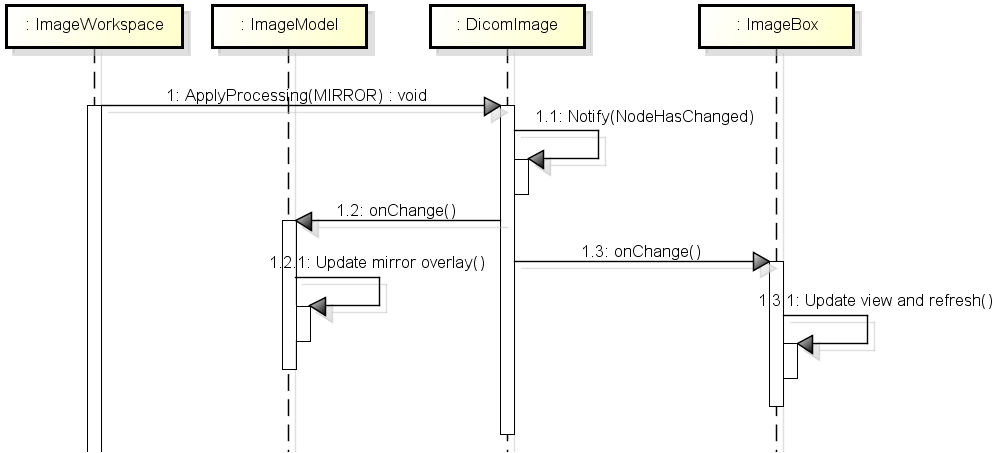 : ImageWorkspace
: ImageModel
: DicomImage
: ImageBox
1: ApplyProcessing(MIRROR) : void
1.1: Notify(NodeHasChanged)
1.2: onChange()
1.3: onChange()
1.2.1: Update mirror overlay()
1.3.1: Update view and refresh()